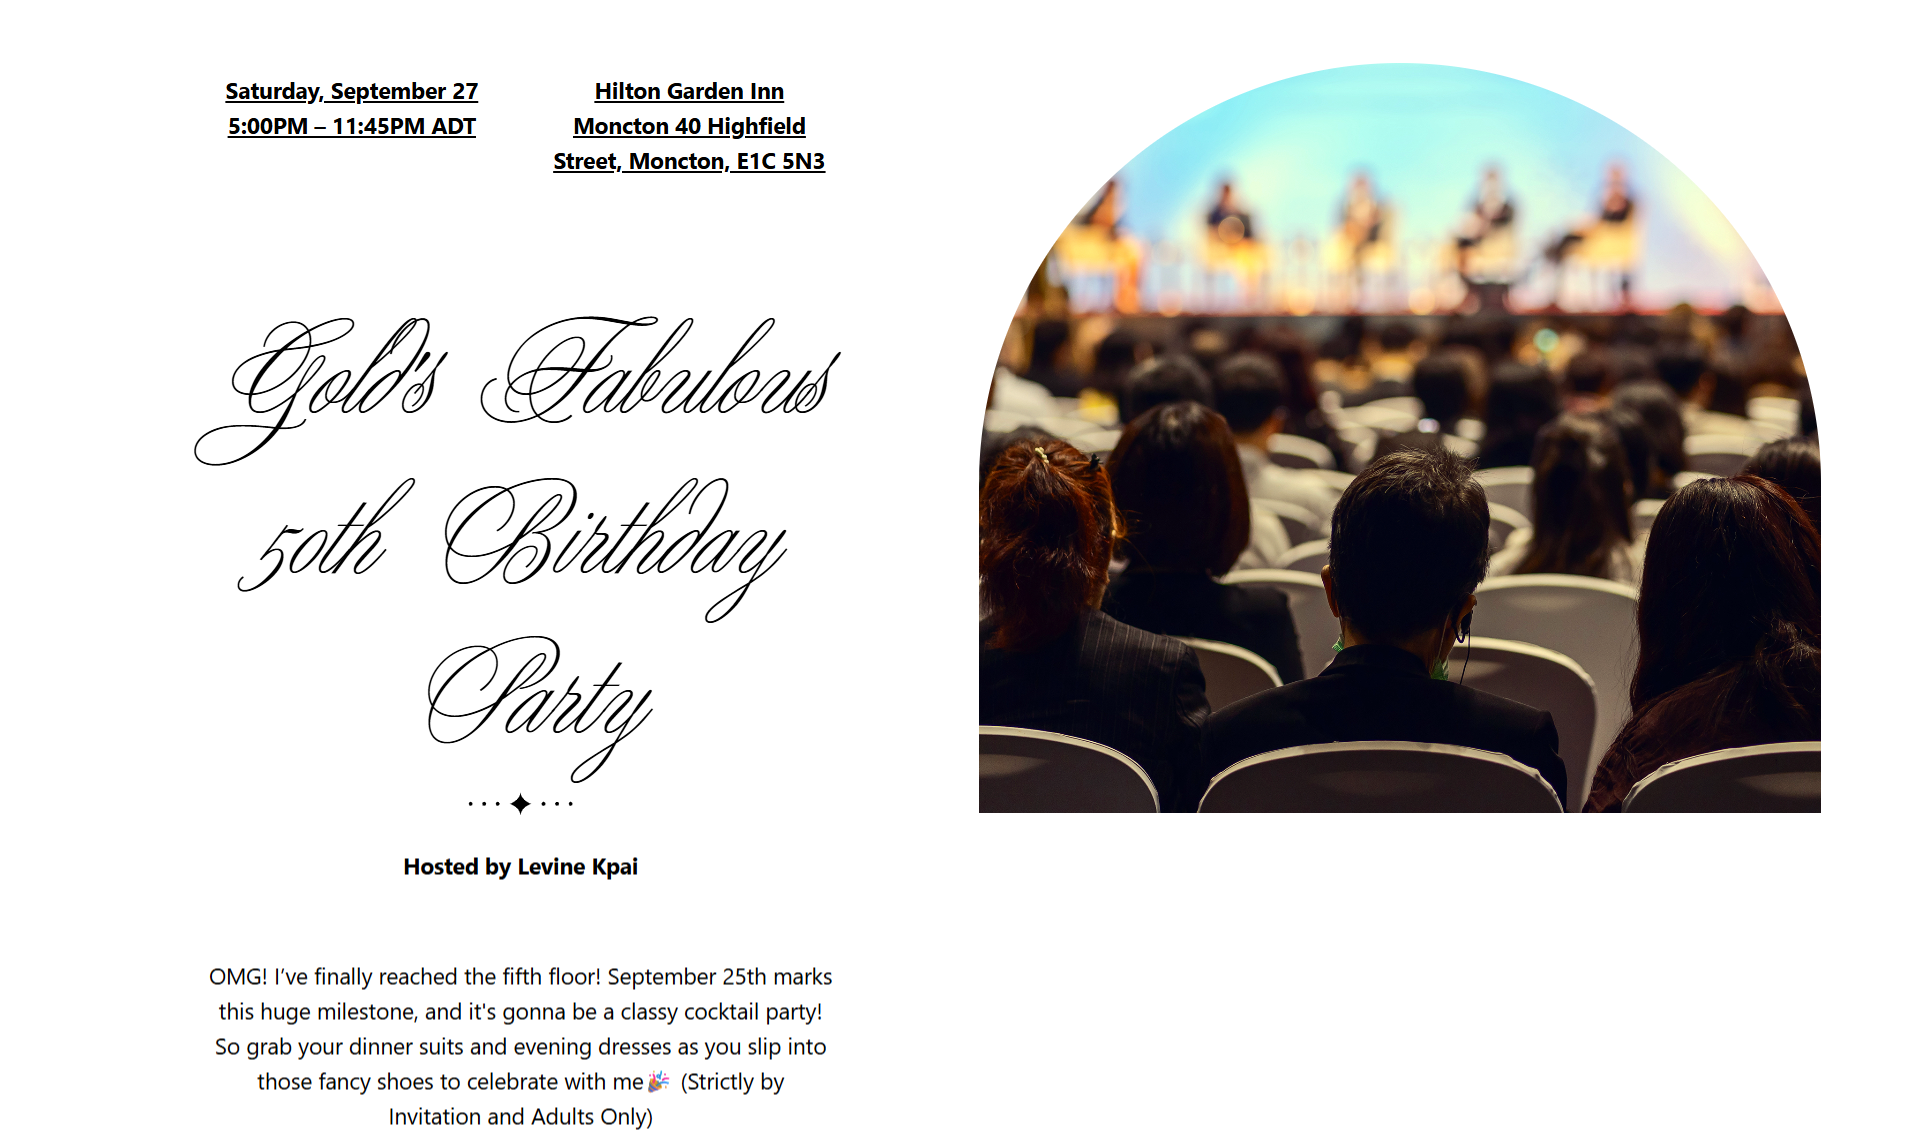 Saturday, September 27
5:00PM – 11:45PM ADT
Hilton Garden Inn
Moncton 40 Highfield
Street, Moncton, E1C 5N3
Gold's Fabulous
50th Birthday
Party
Hosted by Levine Kpai
OMG! I’ve finally reached the fifth floor! September 25th marks
this huge milestone, and it's gonna be a classy cocktail party!
So grab your dinner suits and evening dresses as you slip into
those fancy shoes to celebrate with me🎉 (Strictly by
Invitation and Adults Only)